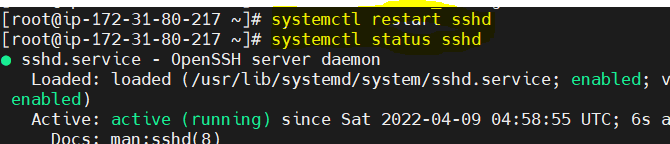 [root@ip-172-31-80-217 ~]# systemctl restart sshd
[root@ip-172-31-80-217 ~]# systemctl status sshd
● sshd.service - OpenSSH server daemon
Loaded: loaded (/usr/lib/systemd/system/sshd.service; enabled; v
enabled)
Active: active (running) since Sat 2022-04-09 04:58:55 UTC; 6s a
Docs: man:sshd(8)